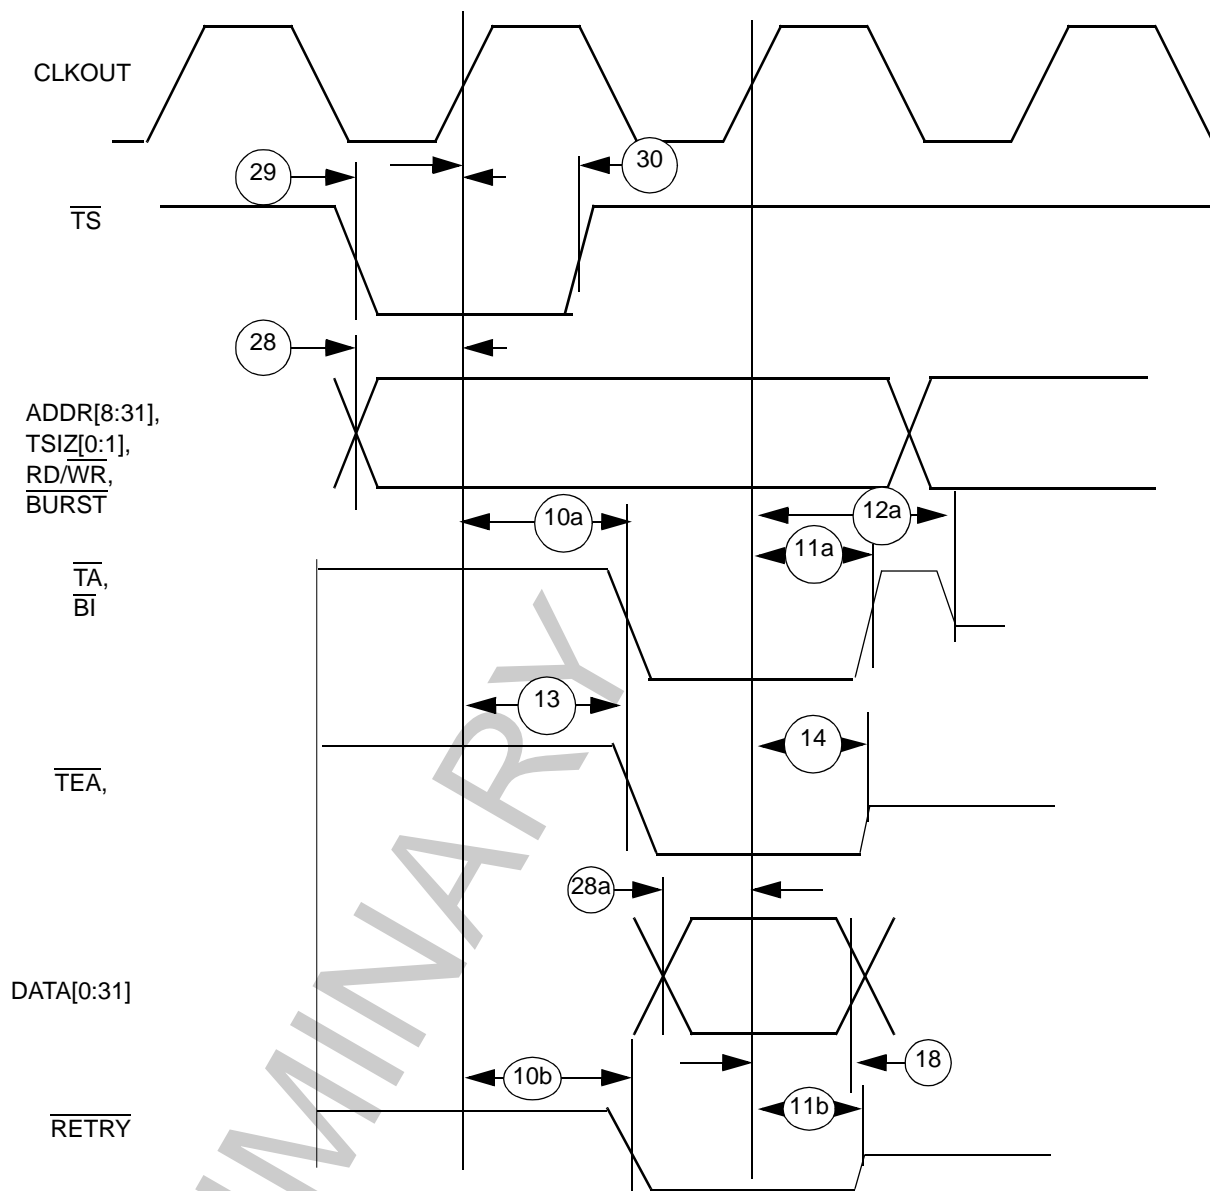 CLKOUT
30
29
TS
28
ADDR[8:31],
TSIZ[0:1],
RD/WR,
BURST
12a
10a
11a
TA,
BI
13
14
TEA,
28a
DATA[0:31]
18
10b
11b
RETRY
MINARY